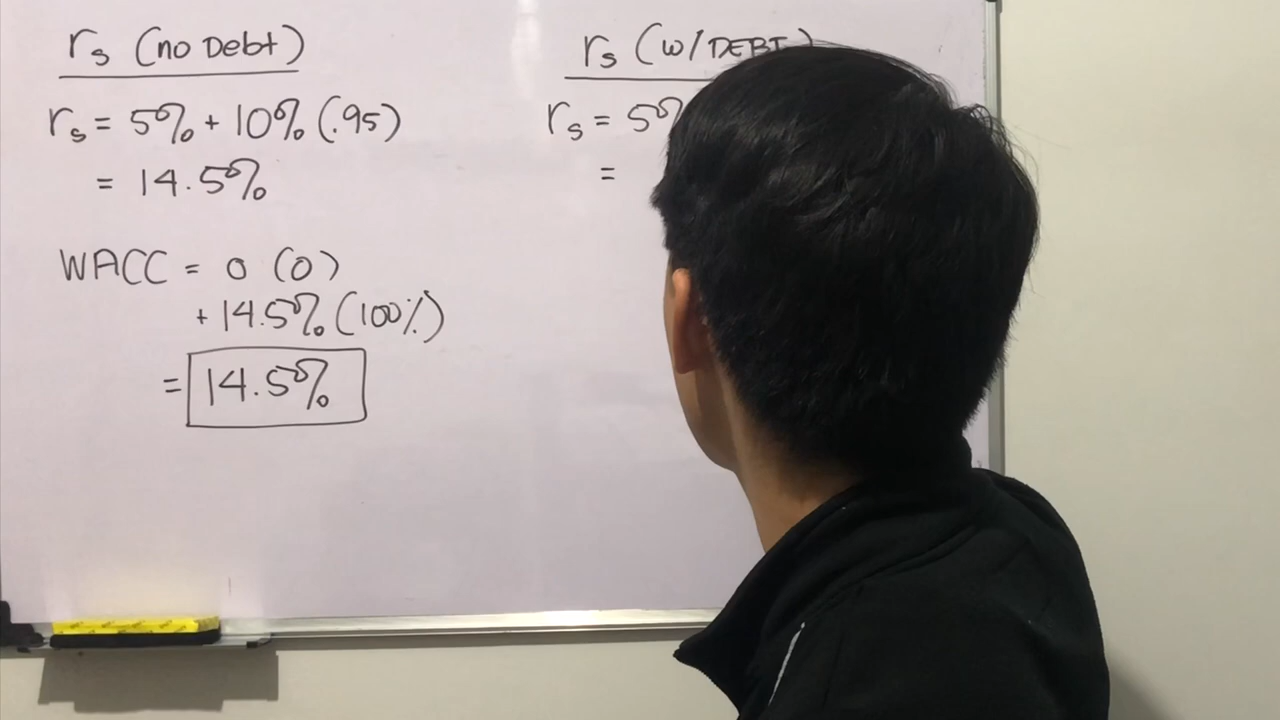 rs (no Debt)
rs = 5% + 10% (.95)
= 14.5%
WACC = 0 (0)
+ 14.5% (100%)
= 14.5%
rs (w/ DEBT)
rs = 5%
=